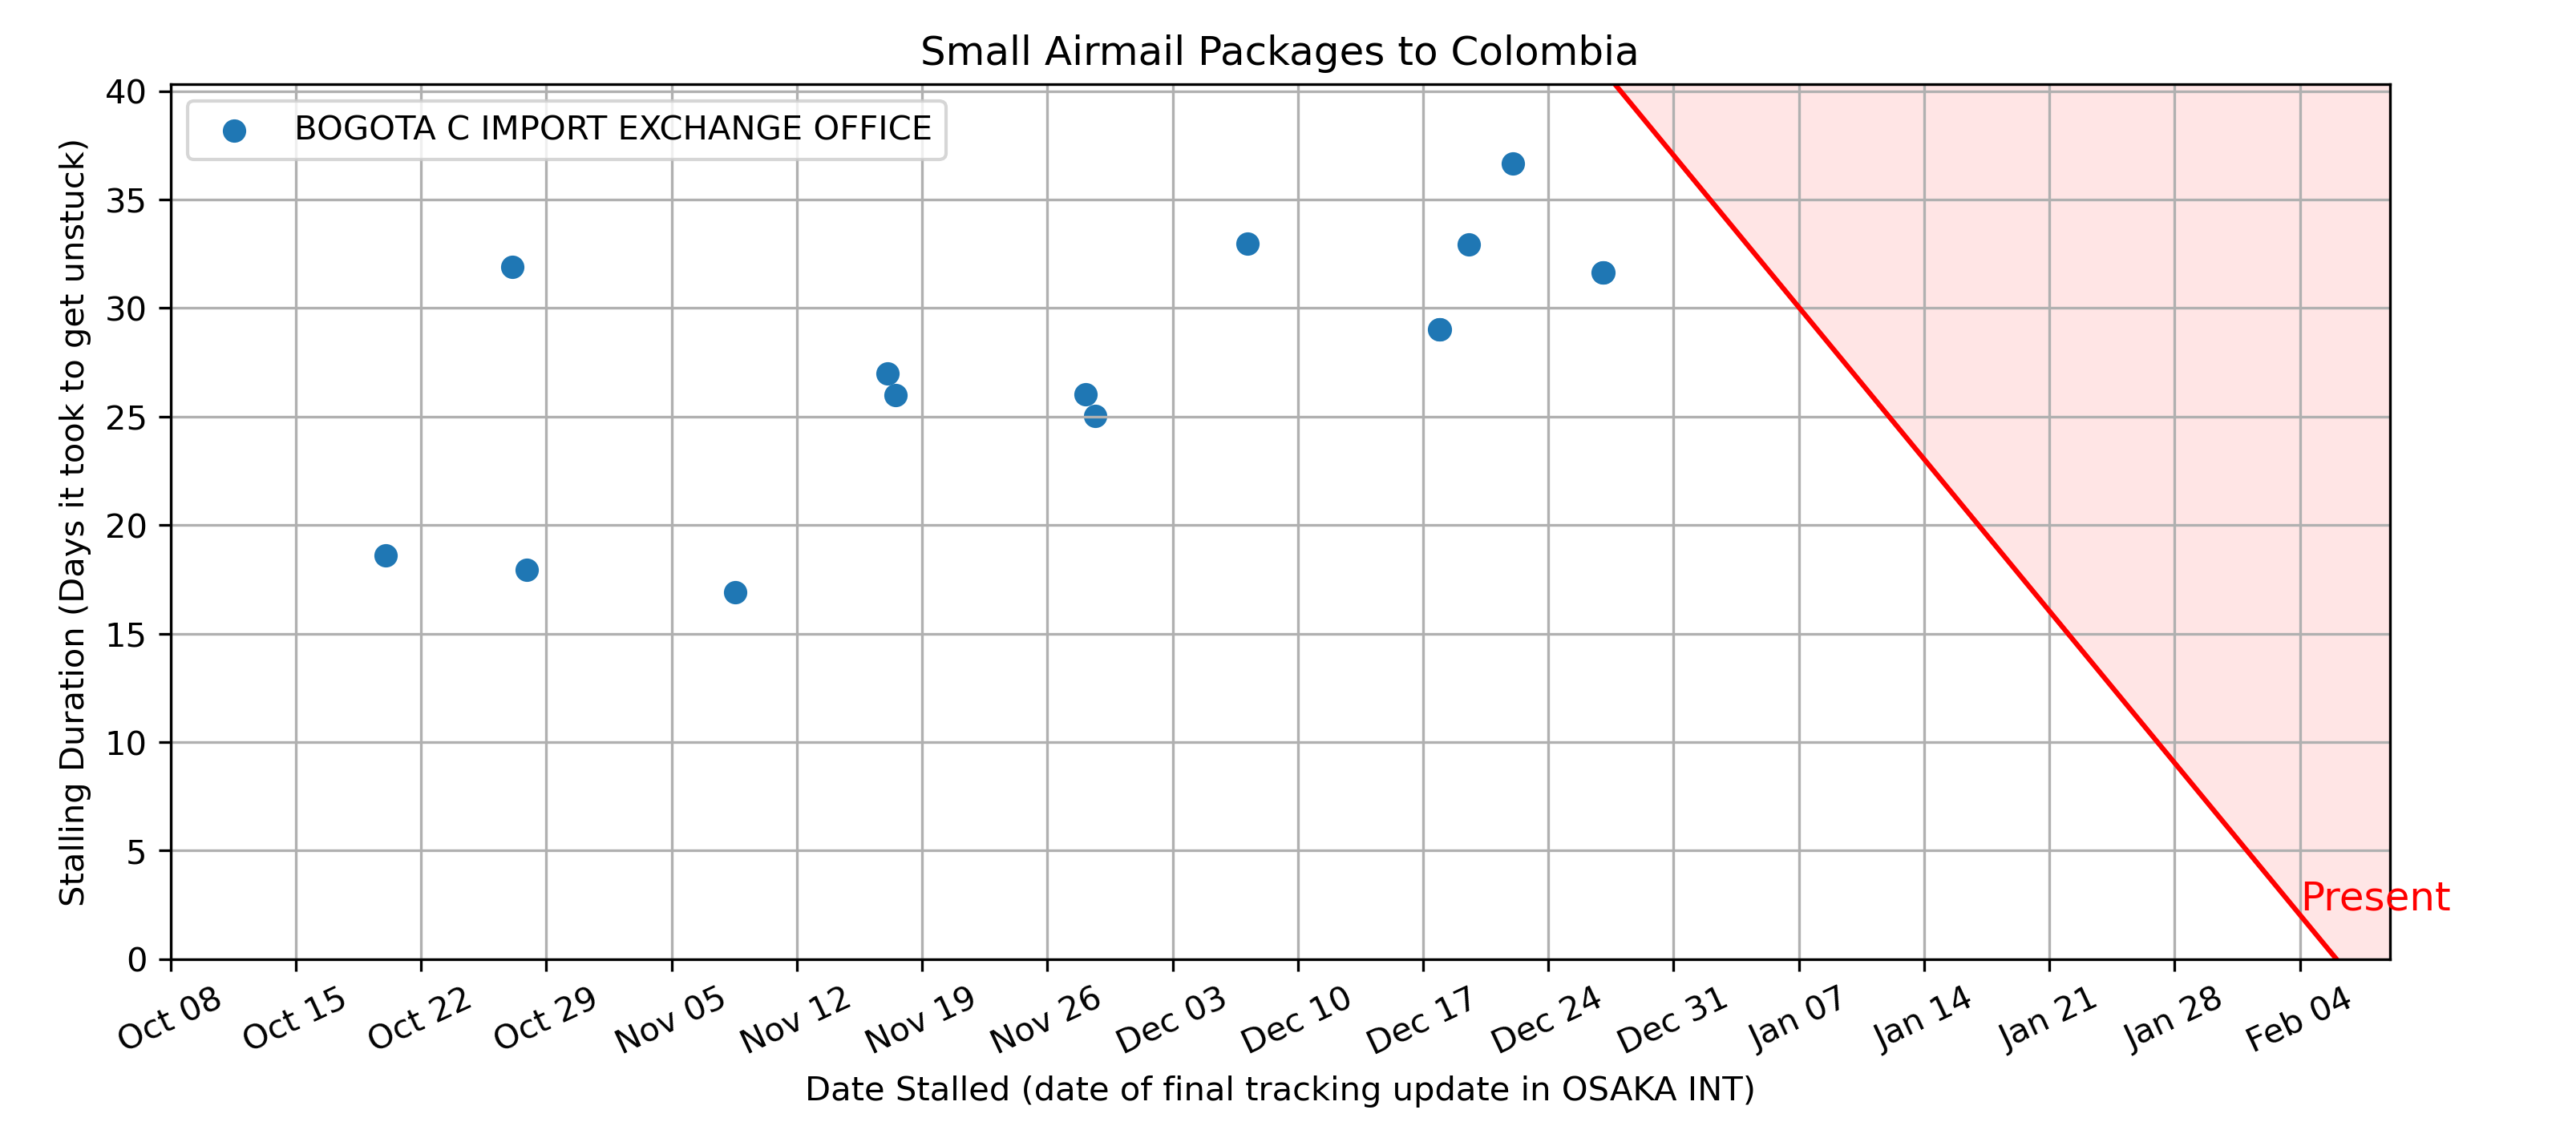 Small Airmail Packages to Colombia
BOGOTA C IMPORT EXCHANGE OFFICE
Stalling Duration (Days it took to get unstuck)
40
35
30
25
20
15
10
5
0
Present
Oct 08
Oct 15
Oct 22
Oct 29
Nov 05
Nov 12
Nov 19
Nov 26
Dec 03
Dec 10
Dec 17
Dec 24
Dec 31
Jan 07
Jan 14
Jan 21
Jan 28
Feb 04
Date Stalled (date of final tracking update in OSAKA INT)